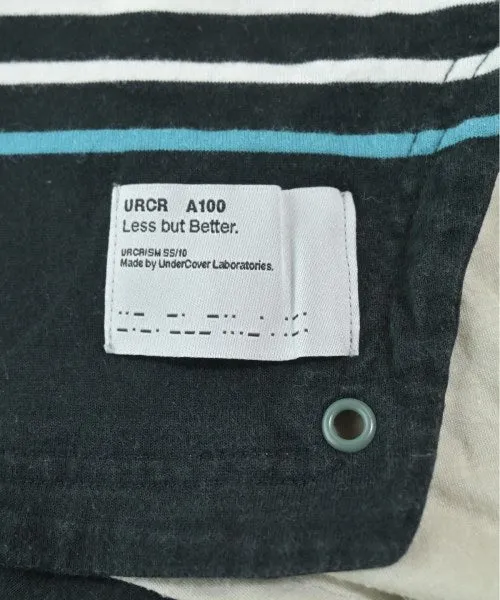 URCR A100
Less but Better.
URCRISM SS/10
Made by UnderCover Laboratories.